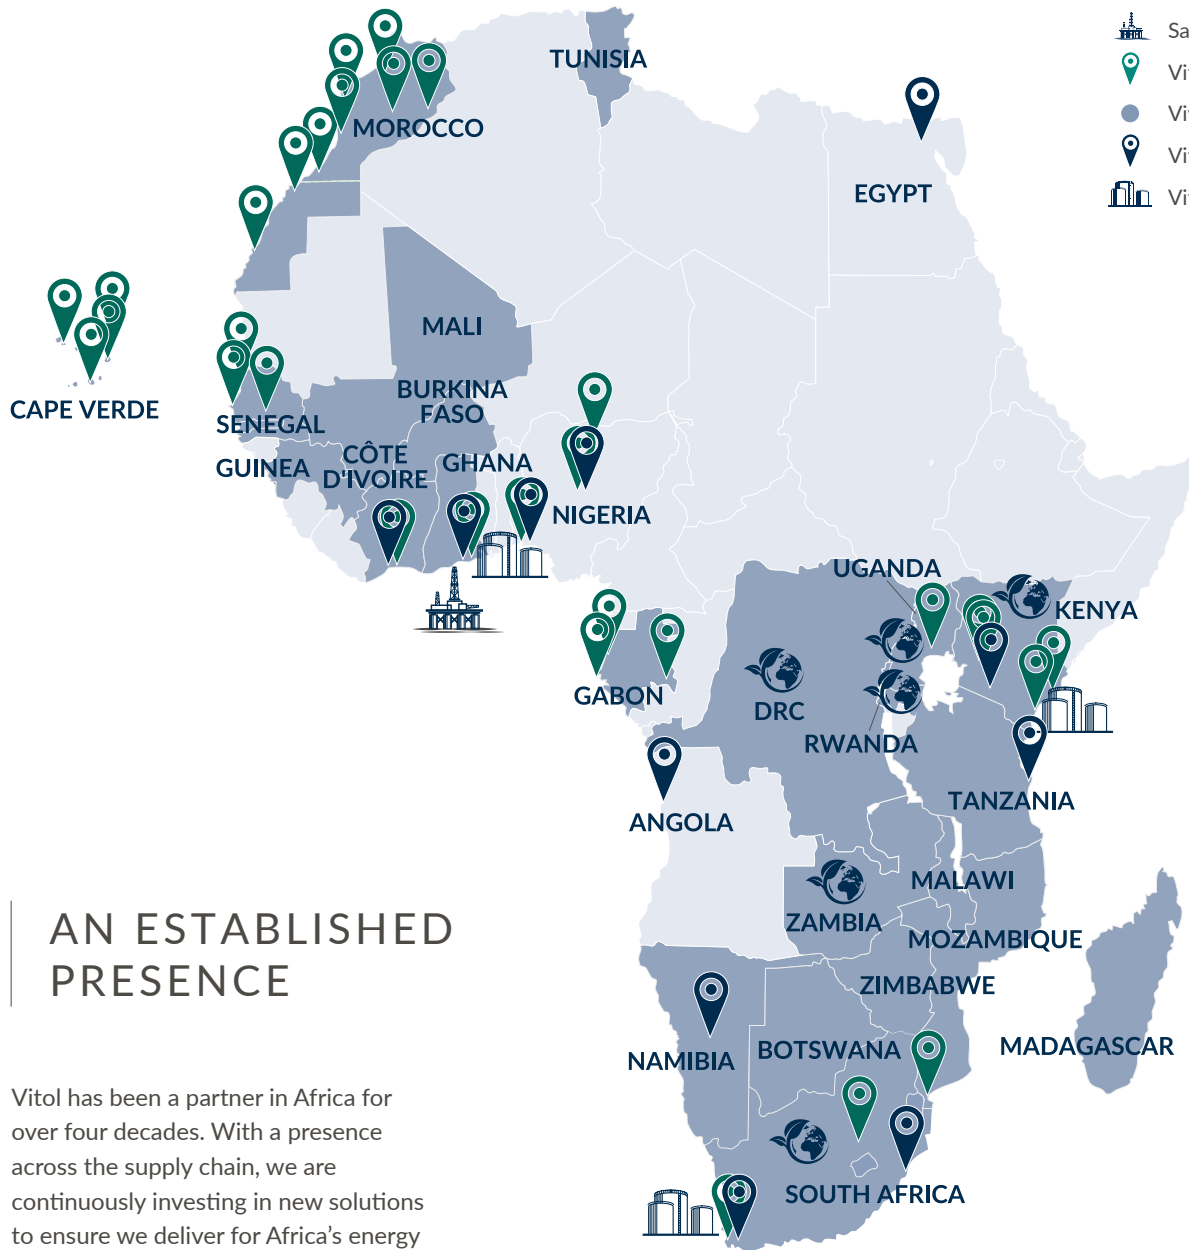 Sa
TUNISIA
Vi
MOROCCO
Vi
Vi
EGYPT
Vi
MALI
CAPE VERDE
BURKINA
FASO
SENEGAL
GUINEA
CÔTE
D'IVOIRE
GHANA
NIGERIA
UGANDA
KENYA
GABON
DRC
RWANDA
TANZANIA
ANGOLA
MALAWI
ZAMBIA
MOZAMBIQUE
ZIMBABWE
NAMIBIA
BOTSWANA
MADAGASCAR
SOUTH AFRICA
AN ESTABLISHED
PRESENCE
Vitol has been a partner in Africa for
over four decades. With a presence
across the supply chain, we are
continuously investing in new solutions
to ensure we deliver for Africa's energy